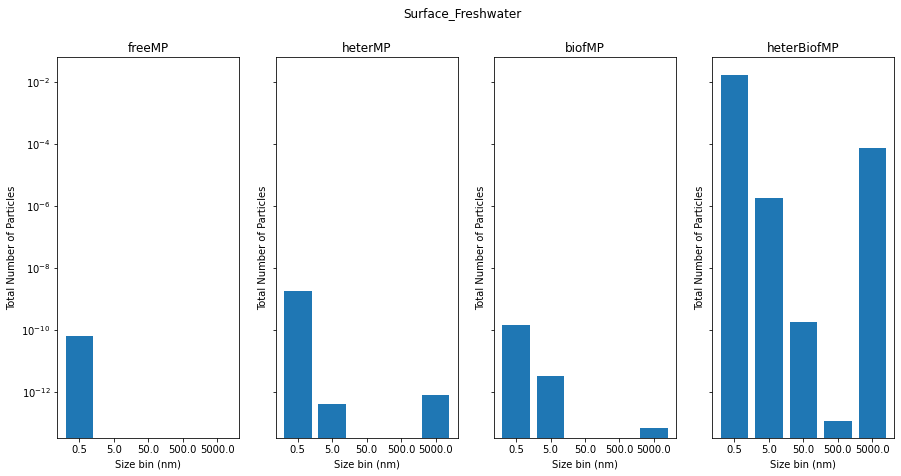 Surface_Freshwater
freeMP
heterMP
biofMP
heterBiofMP
Total Number of Particles
10⁻²
10⁻⁴
10⁻⁶
10⁻⁸
10⁻¹⁰
10⁻¹²
0.5 5.0 50.0 500.0 5000.0
Size bin (nm)
Total Number of Particles
0.5 5.0 50.0 500.0 5000.0
Size bin (nm)
Total Number of Particles
0.5 5.0 50.0 500.0 5000.0
Size bin (nm)
Total Number of Particles
0.5 5.0 50.0 500.0 5000.0
Size bin (nm)